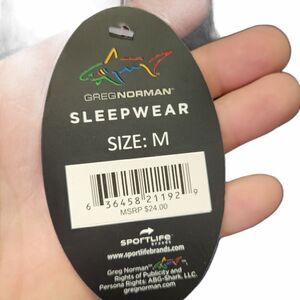 GREGNORMAN
SLEEPWEAR
SIZE: M
6 36458 21192 9
MSRP $24.00
SPORTLIFE
BRANDS
www.sportlifebrands.com
Greg Norman™
Rights of Publicity and
Persona Rights: ABG-Shark, LLC.
gregnorman.com